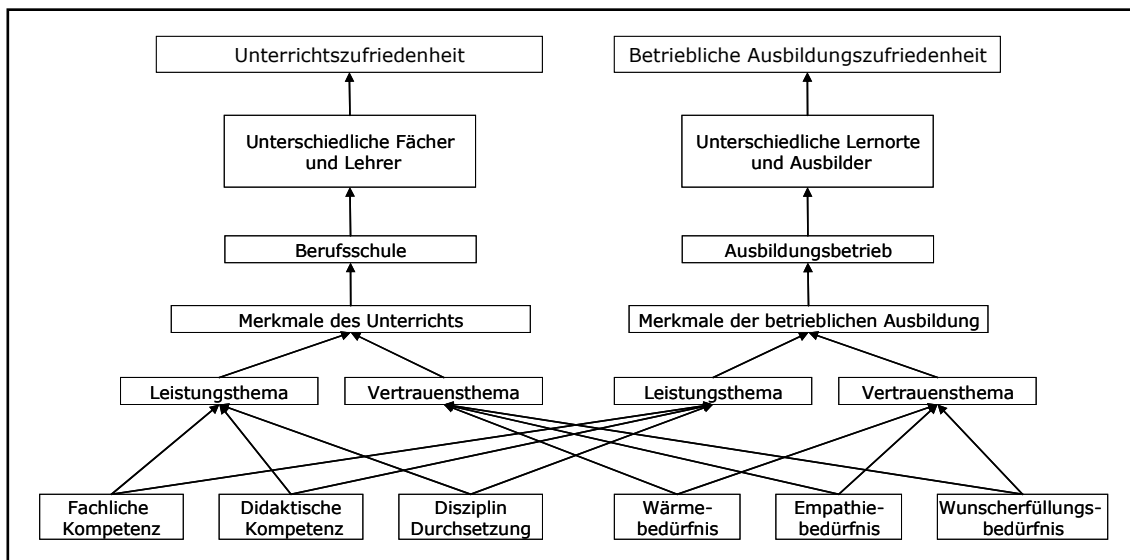 Unterrichtszufriedenheit
Betriebliche Ausbildungszufriedenheit
Unterschiedliche Fächer
und Lehrer
Unterschiedliche Lernorte
und Ausbilder
Berufsschule
Ausbildungsbetrieb
Merkmale des Unterrichts
Merkmale der betrieblichen Ausbildung
Leistungsthema
Vertrauensthema
Leistungsthema
Vertrauensthema
Fachliche
Kompetenz
Didaktische
Kompetenz
Disziplin
Durchsetzung
Wärme-
bedürfnis
Empathie-
bedürfnis
Wunscherfüllungs-
bedürfnis